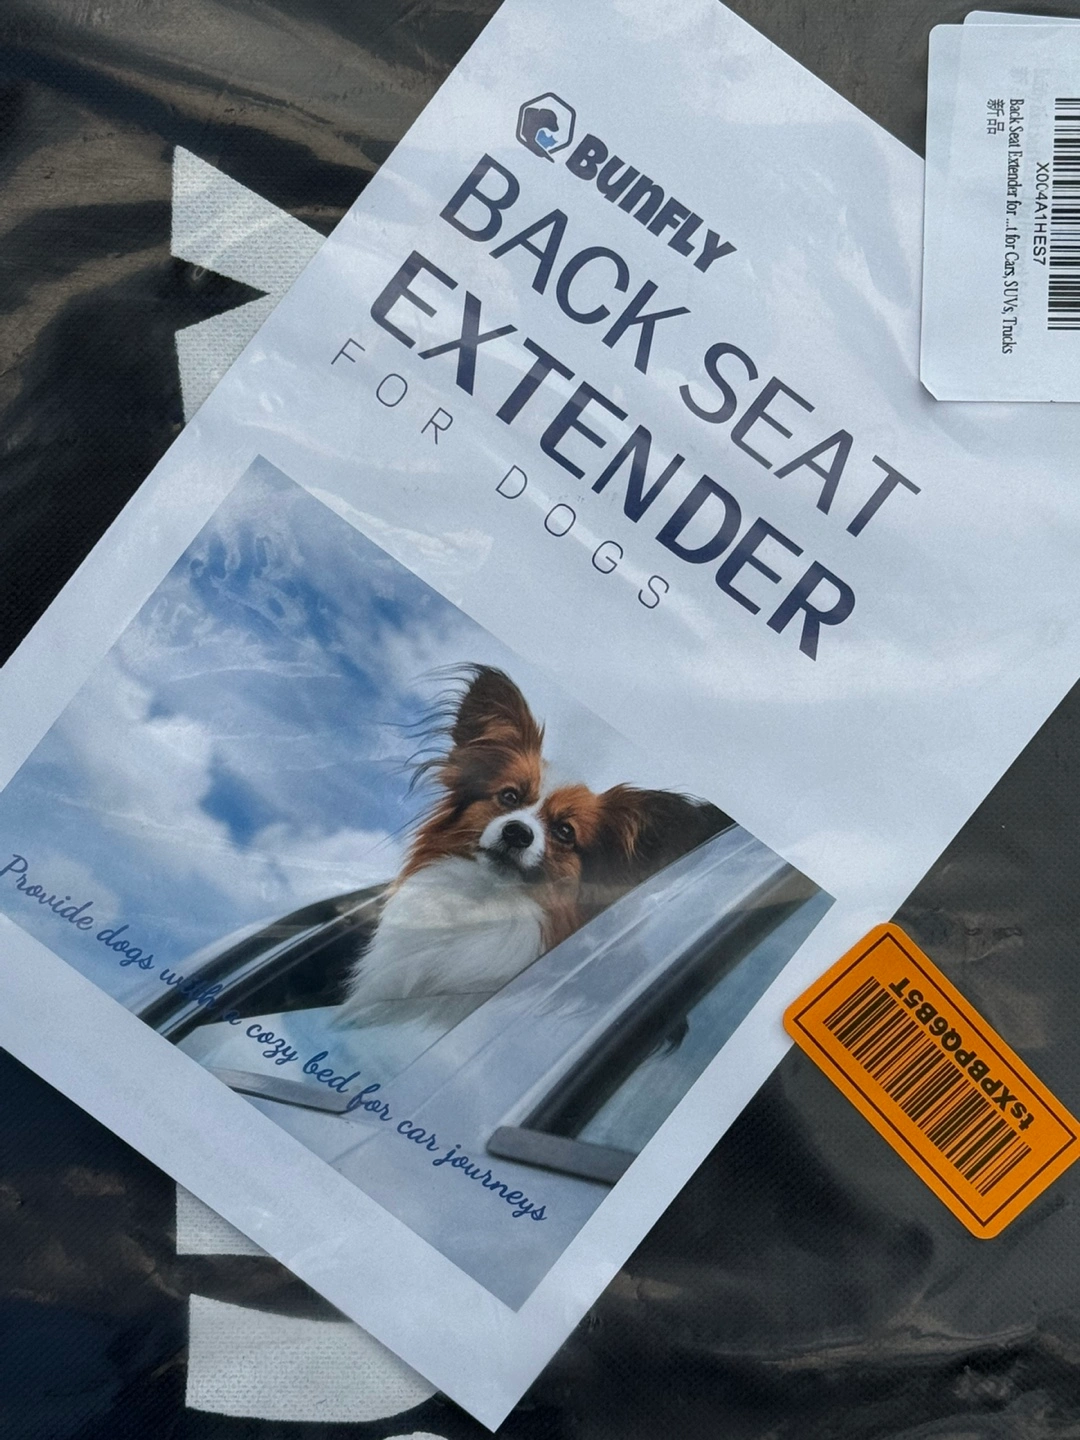 BUNFLY
BACK SEAT
EXTENDER
FOR DOGS
Provide dogs with a cozy bed for car journeys
X004A1HES7
Back Seat Extender for ...t for Cars, SUVs, Trucks
新品
tsXPBPQ6B5T